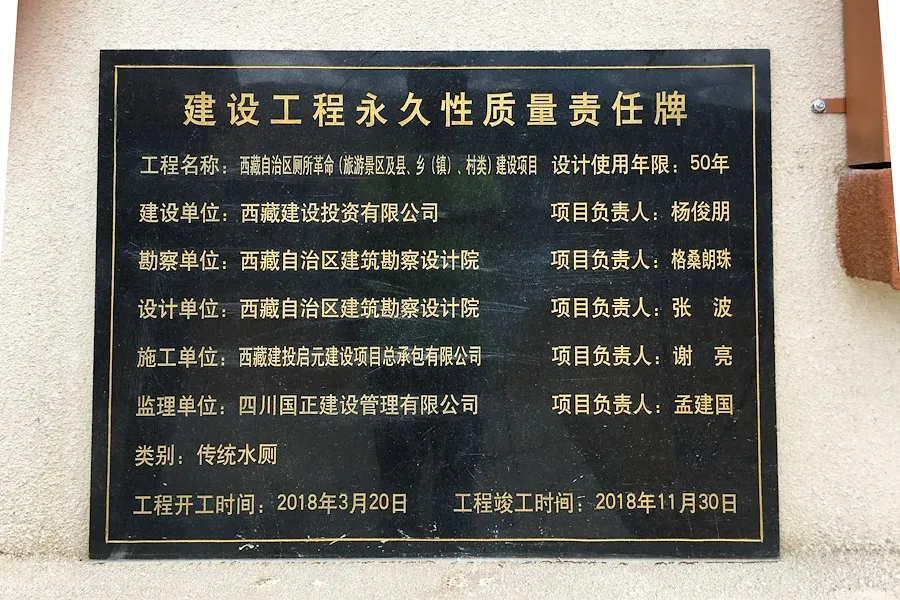 建设工程永久性质量责任牌
工程名称：西藏自治区厕所革命（旅游景区及县、乡（镇）、村类）建设项目 设计使用年限：50年
建设单位：西藏建设投资有限公司 项目负责人：杨俊朋
勘察单位：西藏自治区建筑勘察设计院 项目负责人：格桑朗珠
设计单位：西藏自治区建筑勘察设计院 项目负责人：张 波
施工单位：西藏建投启元建设项目总承包有限公司 项目负责人：谢 亮
监理单位：四川国正建设管理有限公司 项目负责人：孟建国
类别：传统水厕
工程开工时间：2018年3月20日 工程竣工时间：2018年11月30日